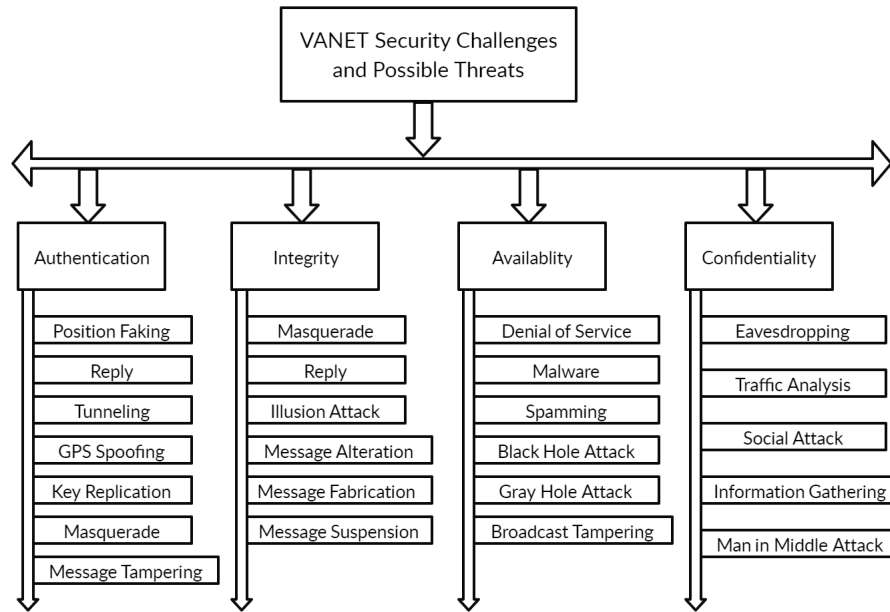 VANET Security Challenges
and Possible Threats
Authentication
Integrity
Availablity
Confidentiality
Position Faking
Reply
Tunneling
GPS Spoofing
Key Replication
Masquerade
Message Tampering
Masquerade
Reply
Illusion Attack
Message Alteration
Message Fabrication
Message Suspension
Denial of Service
Malware
Spamming
Black Hole Attack
Gray Hole Attack
Broadcast Tampering
Eavesdropping
Traffic Analysis
Social Attack
Information Gathering
Man in Middle Attack